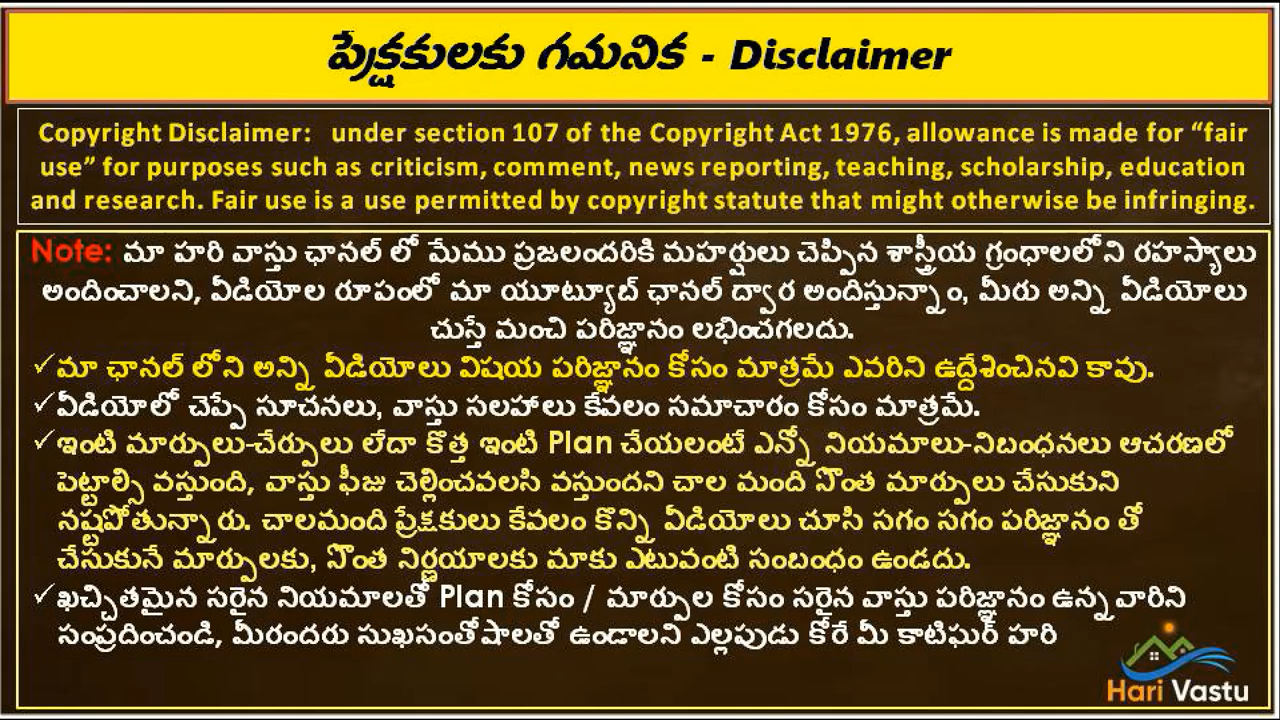 ప్రేక్షకులకు గమనిక - Disclaimer
Copyright Disclaimer: under section 107 of the Copyright Act 1976, allowance is made for “fair
use” for purposes such as criticism, comment, news reporting, teaching, scholarship, education
and research. Fair use is a use permitted by copyright statute that might otherwise be infringing.
Note: మా హరి వాస్తు ఛానల్ లో మేము ప్రజలందరికి మహర్షులు చెప్పిన శాస్త్రీయ గ్రంధాలలోని రహస్యాలు
అందించాలని, వీడియోల రూపంలో మా యూట్యూబ్ ఛానల్ ద్వార అందిస్తున్నాం, మీరు అన్ని వీడియోలు
చుస్తే మంచి పరిజ్ఞానం లభించగలదు.
✓మా ఛానల్ లోని అన్ని వీడియోలు విషయ పరిజ్ఞానం కోసం మాత్రమే ఎవరిని ఉద్దేశించినవి కావు.
✓వీడియోలో చెప్పే సూచనలు, వాస్తు సలహాలు కేవలం సమాచారం కోసం మాత్రమే.
✓ఇంటి మార్పులు-చేర్పులు లేదా కొత్త ఇంటి Plan చేయలంటే ఎన్నో నియమాలు-నిబంధనలు ఆచరణలో
పెట్టాల్సి వస్తుంది, వాస్తు ఫీజు చెల్లించవలసి వస్తుందని చాల మంది సొంత మార్పులు చేసుకుని
నష్టపోతున్నారు. చాలమంది ప్రేక్షకులు కేవలం కొన్ని వీడియోలు చూసి సగం సగం పరిజ్ఞానం తో
చేసుకునే మార్పులకు, సొంత నిర్ణయాలకు మాకు ఎటువంటి సంబంధం ఉండదు.
✓ఖచ్చితమైన సరైన నియమాలతో Plan కోసం / మార్పుల కోసం సరైన వాస్తు పరిజ్ఞానం ఉన్నవారిని
సంప్రదించండి, మీరందరు సుఖసంతోషాలతో ఉండాలని ఎల్లపుడు కోరే మీ కాటిఘర్ హరి
Hari Vastu